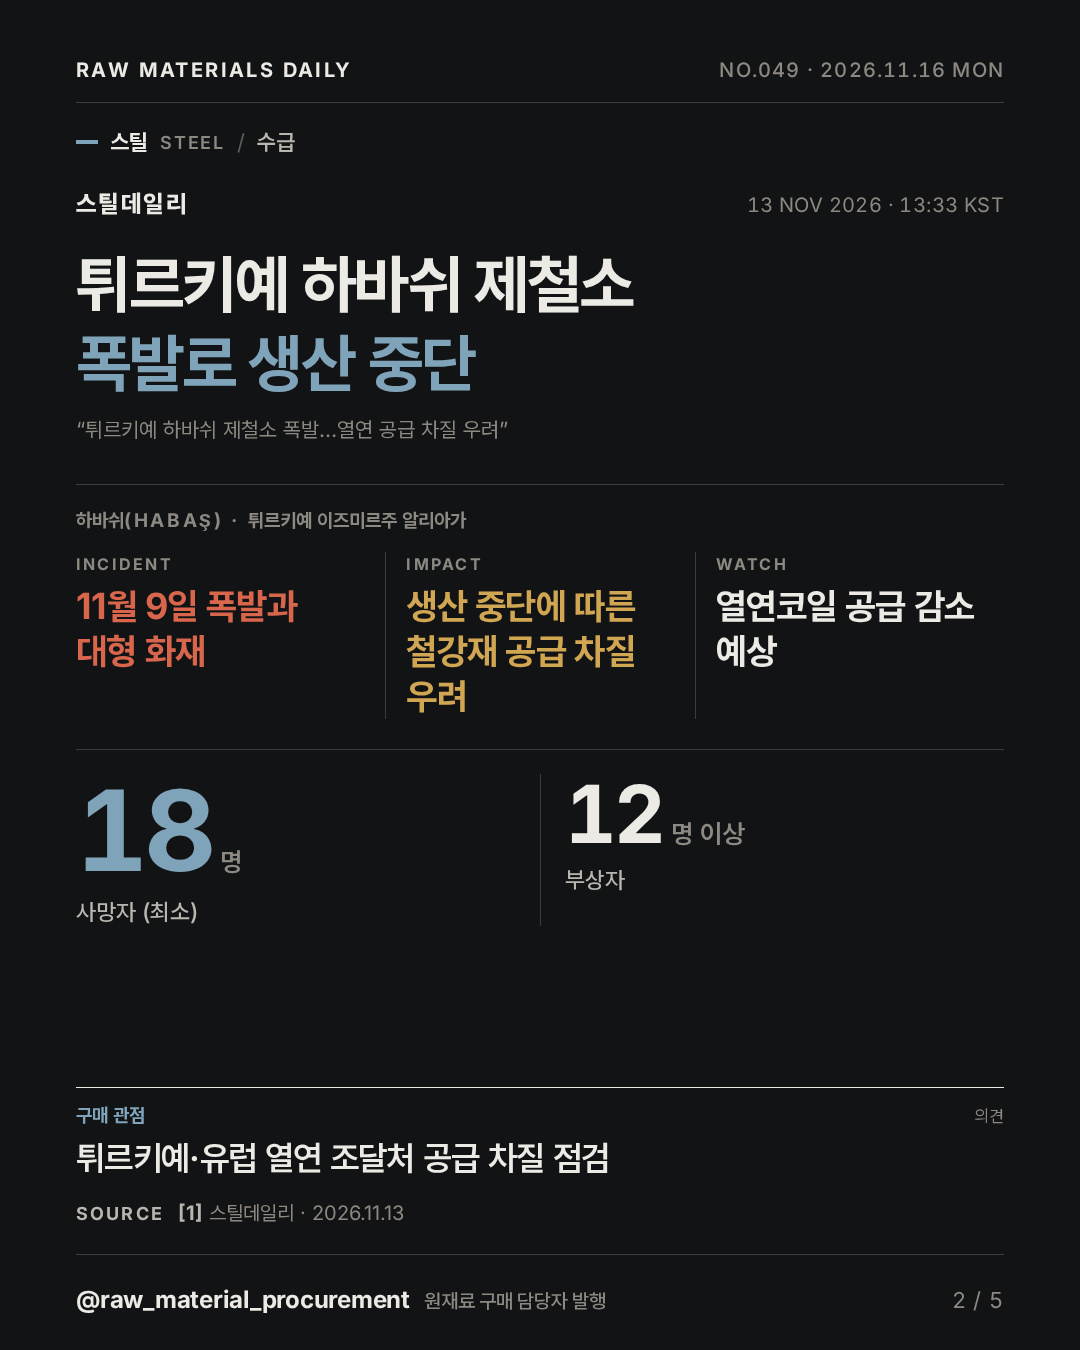 RAW MATERIALS DAILY
NO.049 · 2026.11.16 MON
스틸 STEEL / 수급
스틸데일리
13 NOV 2026 · 13:33 KST
튀르키예 하바쉬 제철소
폭발로 생산 중단
“튀르키예 하바쉬 제철소 폭발…열연 공급 차질 우려”
하바쉬(HABAŞ) · 튀르키예 이즈미르주 알리아가
INCIDENT
11월 9일 폭발과
대형 화재
IMPACT
생산 중단에 따른
철강재 공급 차질
우려
WATCH
열연코일 공급 감소
예상
18 명
사망자 (최소)
12 명 이상
부상자
구매 관점
의견
튀르키예·유럽 열연 조달처 공급 차질 점검
SOURCE [1] 스틸데일리 · 2026.11.13
@raw_material_procurement 원재료 구매 담당자 발행
2 / 5